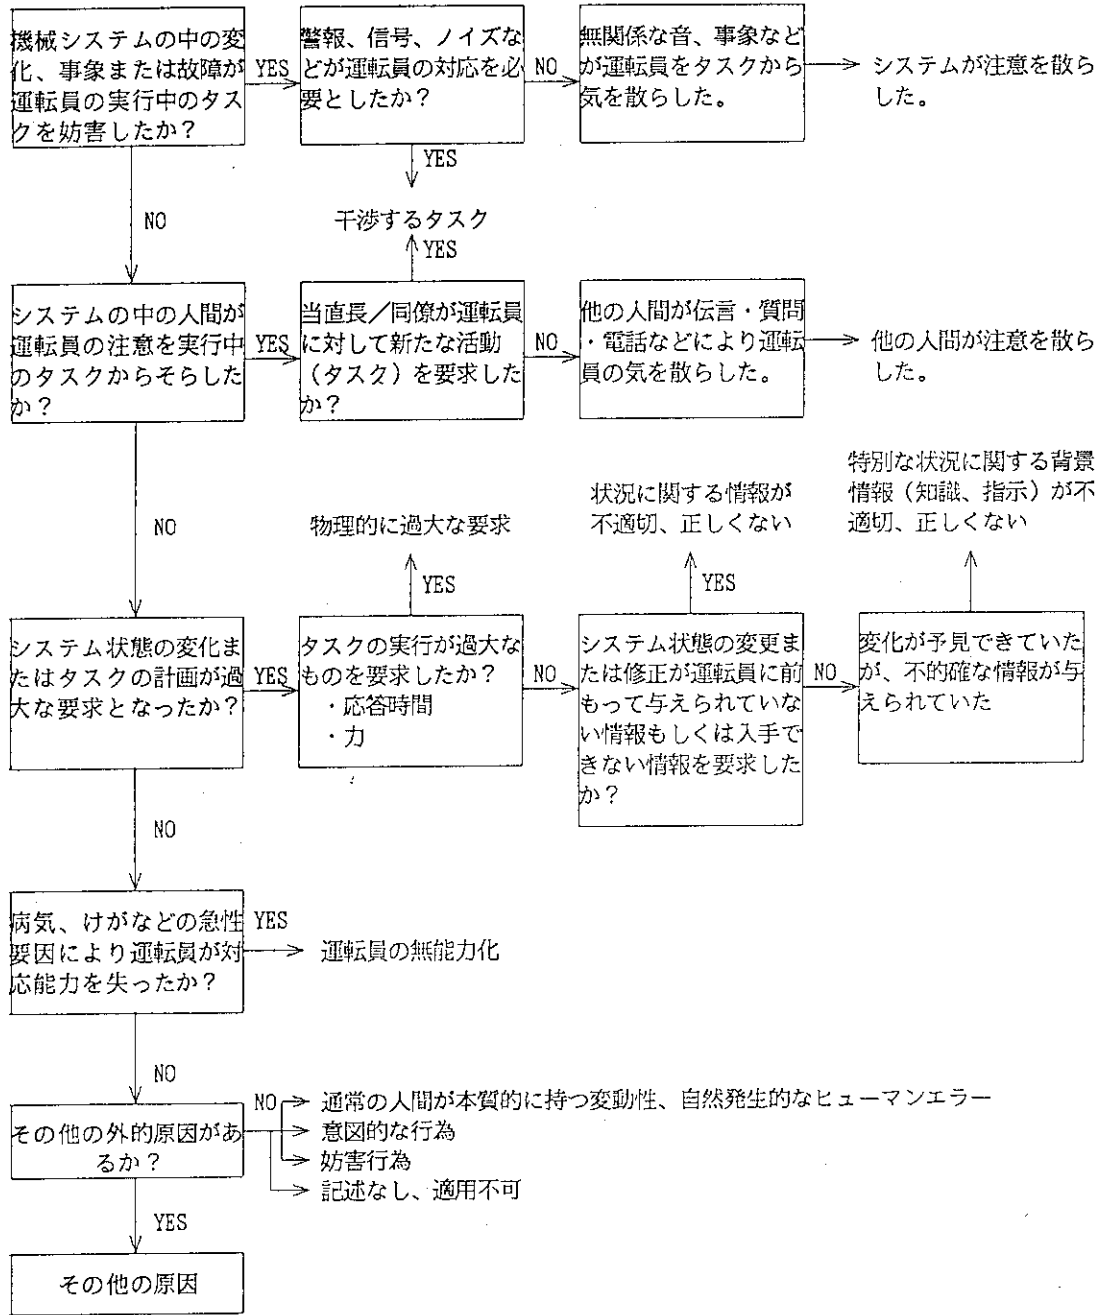 機械システムの中の変
化、事象または故障が
運転員の実行中のタス
クを妨害したか？
YES
警報、信号、ノイズな
どが運転員の対応を必
要としたか？
NO
無関係な音、事象など
が運転員をタスクから
気を散らした。
システムが注意を散ら
した。
YES
NO
干渉するタスク
YES
システムの中の人間が
運転員の注意を実行中
のタスクからそらした
か？
YES
当直長／同僚が運転員
に対して新たな活動
（タスク）を要求した
か？
NO
他の人間が伝言・質問
・電話などにより運転
員の気を散らした。
他の人間が注意を散ら
した。
NO
物理的に過大な要求
YES
状況に関する情報が
不適切、正しくない
YES
特別な状況に関する背景
情報（知識、指示）が不
適切、正しくない
システム状態の変化ま
たはタスクの計画が過
大な要求となったか？
YES
タスクの実行が過大な
ものを要求したか？
・応答時間
・力
NO
システム状態の変更ま
たは修正が運転員に前
もって与えられていな
い情報もしくは入手で
きない情報を要求した
か？
NO
変化が予見できていた
が、不的確な情報が与
えられていた
NO
病気、けがなどの急性
要因により運転員が対
応能力を失ったか？
YES
運転員の無能力化
NO
その他の外的原因があ
るか？
NO
通常の人間が本質的に持つ変動性、自然発生的なヒューマンエラー
意図的な行為
妨害行為
記述なし、適用不可
YES
その他の原因